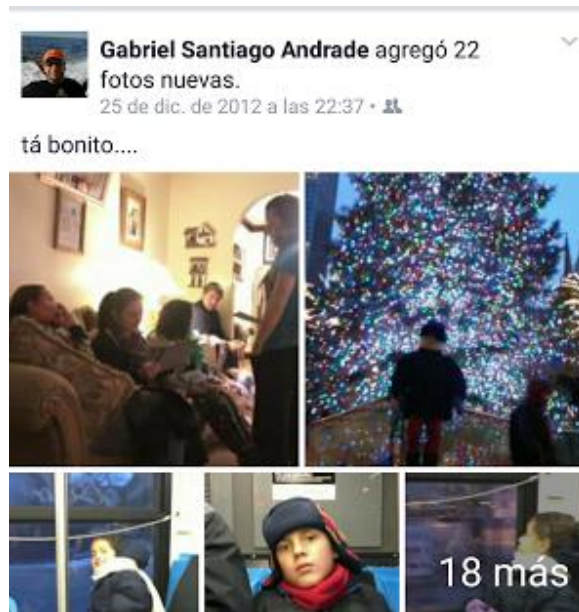 Gabriel Santiago Andrade agregó 22
fotos nuevas.
25 de dic. de 2012 a las 22:37 •
tá bonito....
18 más